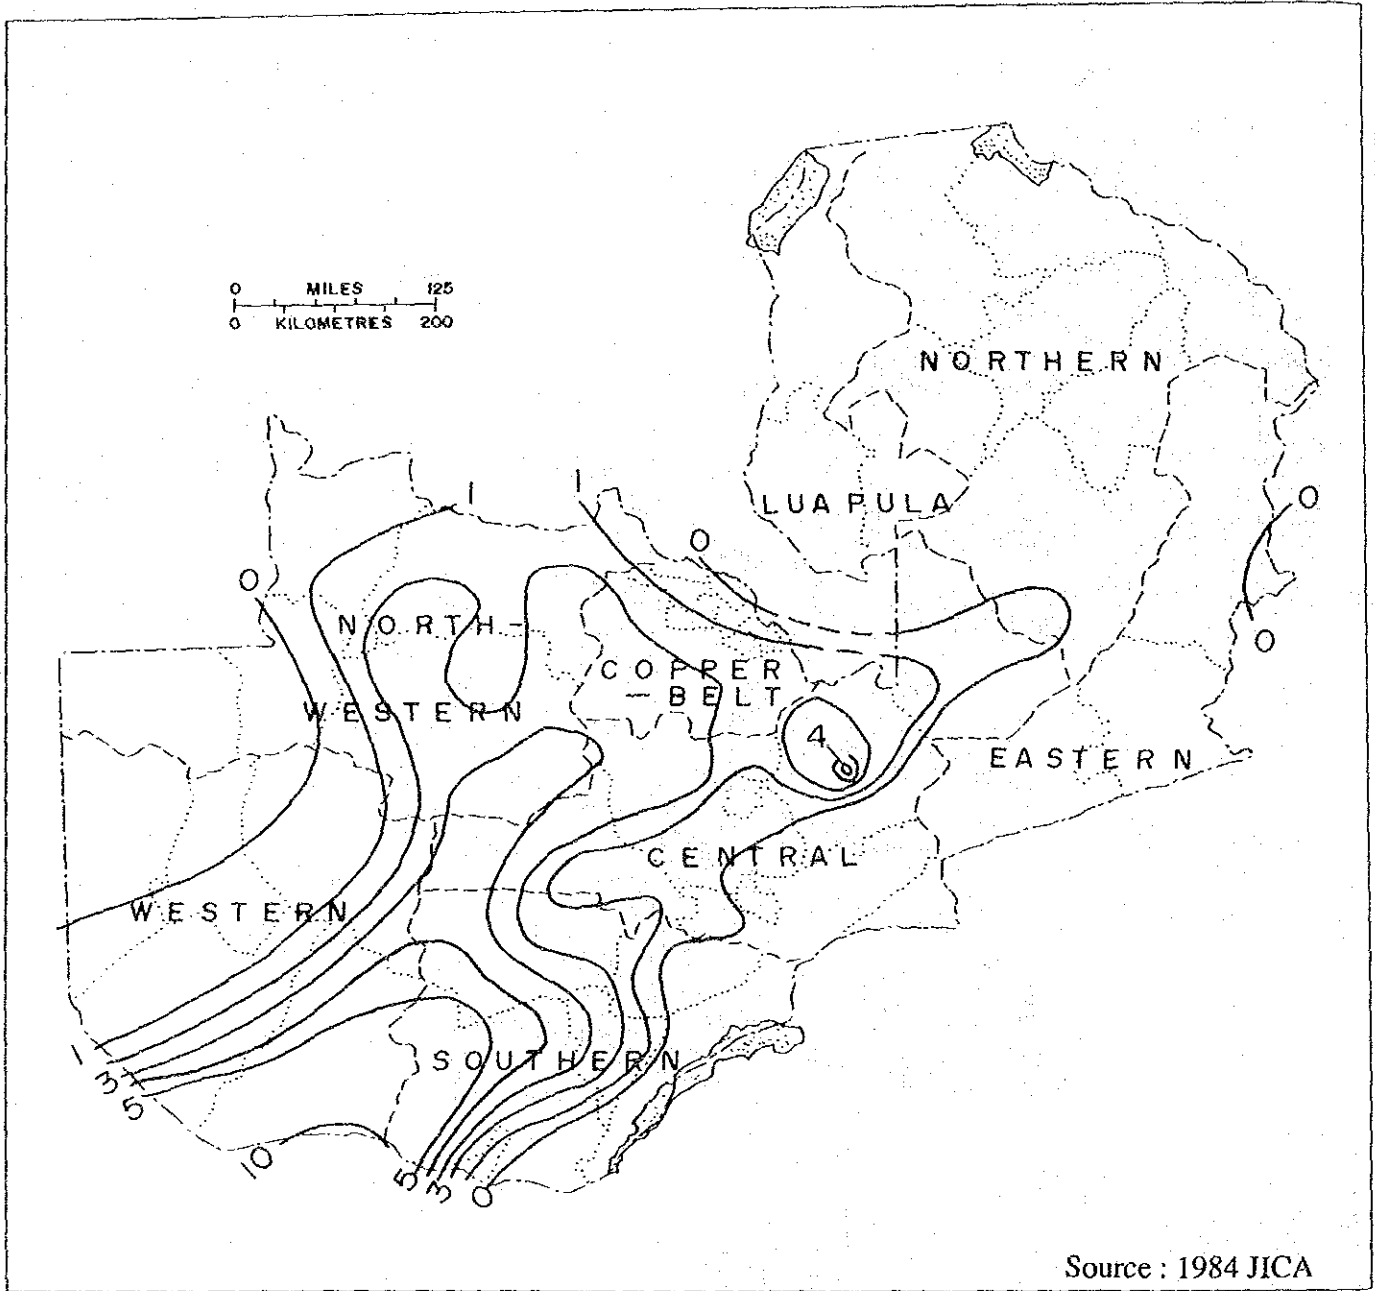 0 MILES 125
0 KILOMETRES 200
NORTHERN
1
1
LUAPULA
0
0
0
0
NORTH-
COPPER
-BELT
WESTERN
4
EASTERN
CENTRAL
WESTERN
1
3
5
SOUTHERN
10
5
3
0
Source : 1984 JICA